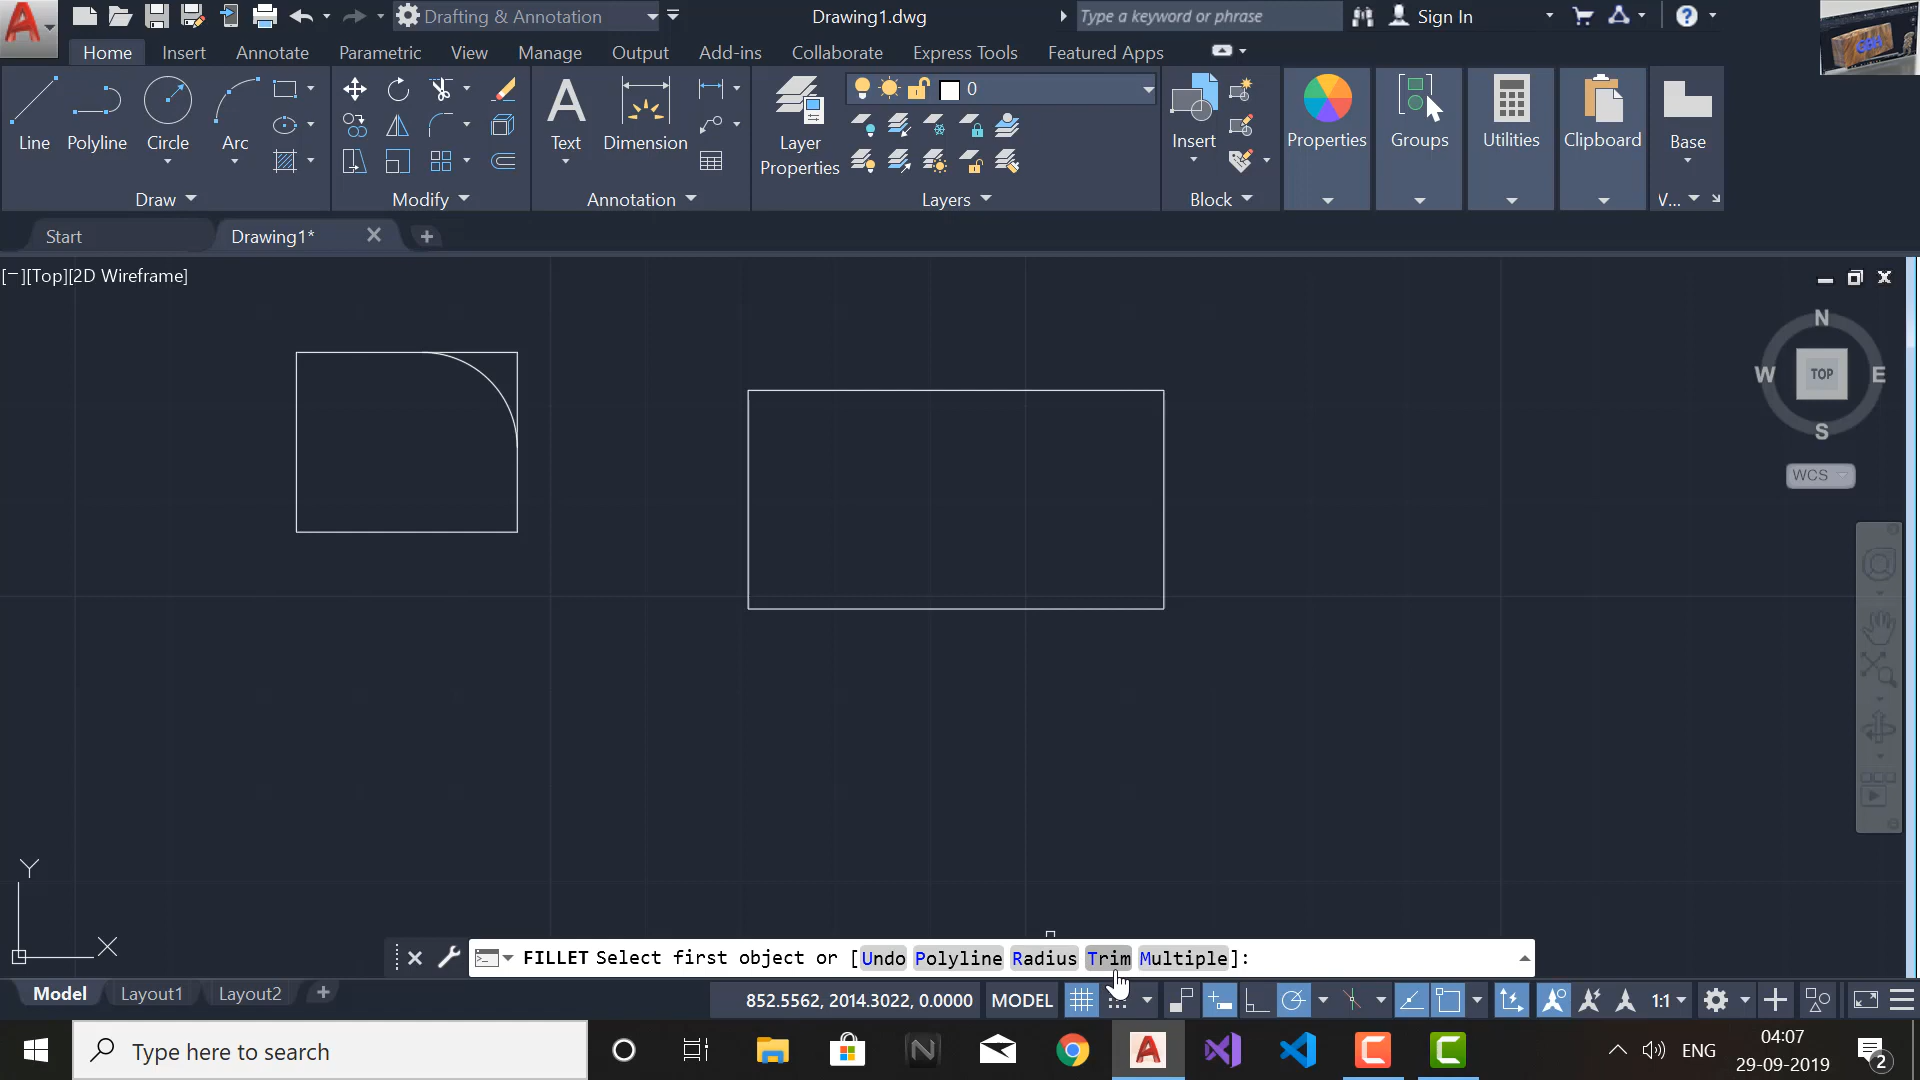 Drafting & Annotation
Drawing1.dwg
Type a keyword or phrase
Sign In
Home
Insert
Annotate
Parametric
View
Manage
Output
Add-ins
Collaborate
Express Tools
Featured Apps
0
Line
Polyline
Circle
Arc
Text
Dimension
Layer
Properties
Insert
Properties
Groups
Utilities
Clipboard
Base
Draw
Modify
Annotation
Layers
Block
V...
Start
Drawing1*
[−][Top][2D Wireframe]
N
W
TOP
E
S
WCS
Y
X
FILLET Select first object or [Undo Polyline Radius Trim Multiple]:
Model
Layout1
Layout2
852.5562, 2014.3022, 0.0000
MODEL
1:1
Type here to search
ENG
04:07
29-09-2019
2